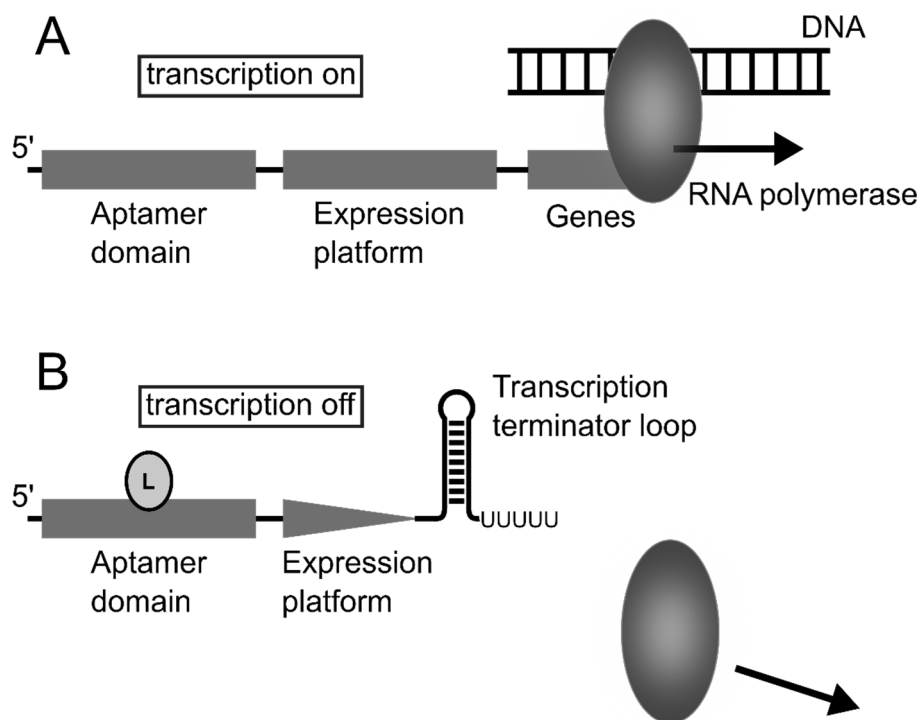 A
DNA
transcription on
5'
RNA polymerase
Aptamer
domain
Expression
platform
Genes
B
Transcription
terminator loop
transcription off
L
5'
UUUUU
Aptamer
domain
Expression
platform